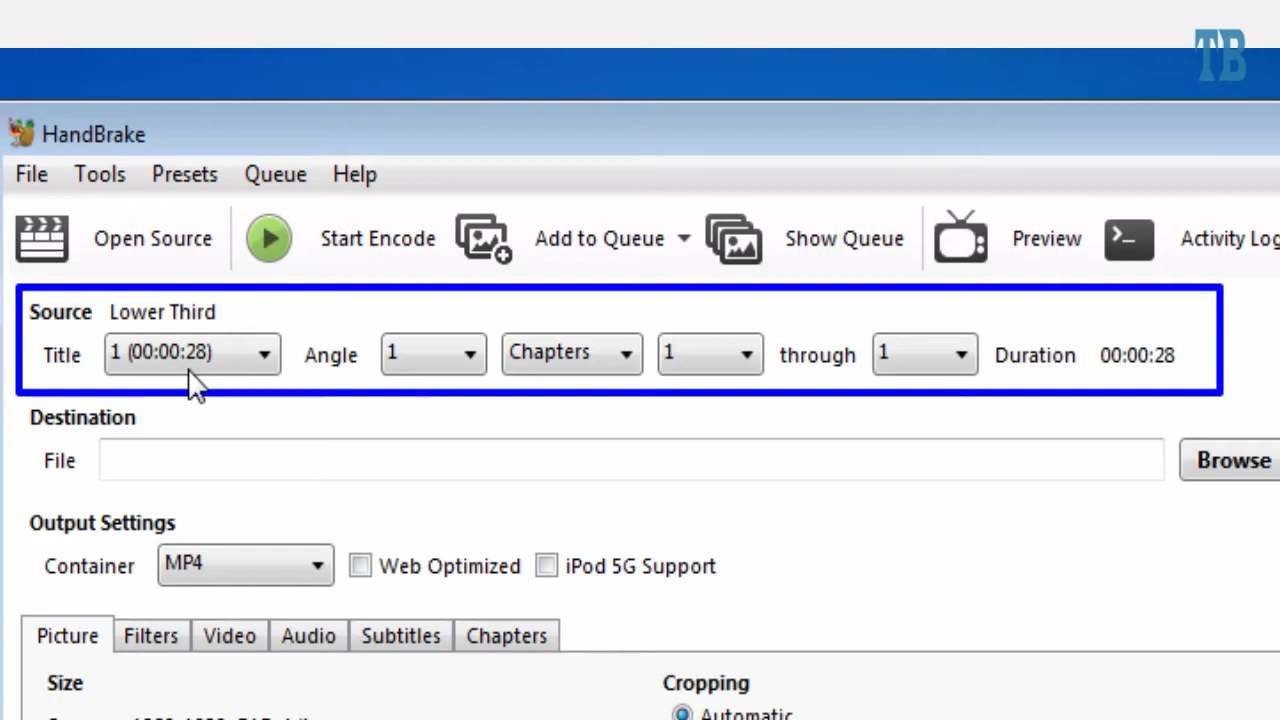 TB
HandBrake
File Tools Presets Queue Help
Open Source Start Encode Add to Queue Show Queue Preview Activity Log
Source Lower Third
Title 1 (00:00:28) Angle 1 Chapters 1 through 1 Duration 00:00:28
Destination
File Browse
Output Settings
Container MP4 Web Optimized iPod 5G Support
Picture Filters Video Audio Subtitles Chapters
Size Cropping
Automatic